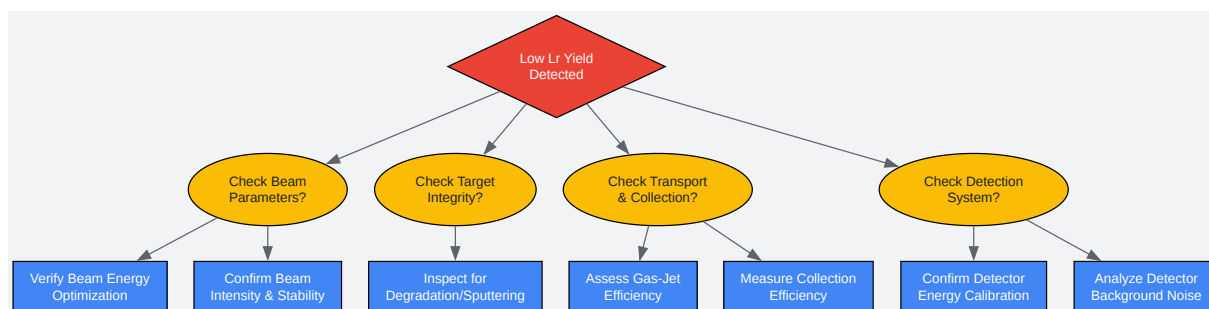 Low Lr Yield
Detected
Check Beam
Parameters?
Check Target
Integrity?
Check Transport
& Collection?
Check Detection
System?
Verify Beam Energy
Optimization
Confirm Beam
Intensity & Stability
Inspect for
Degradation/Sputtering
Assess Gas-Jet
Efficiency
Measure Collection
Efficiency
Confirm Detector
Energy Calibration
Analyze Detector
Background Noise